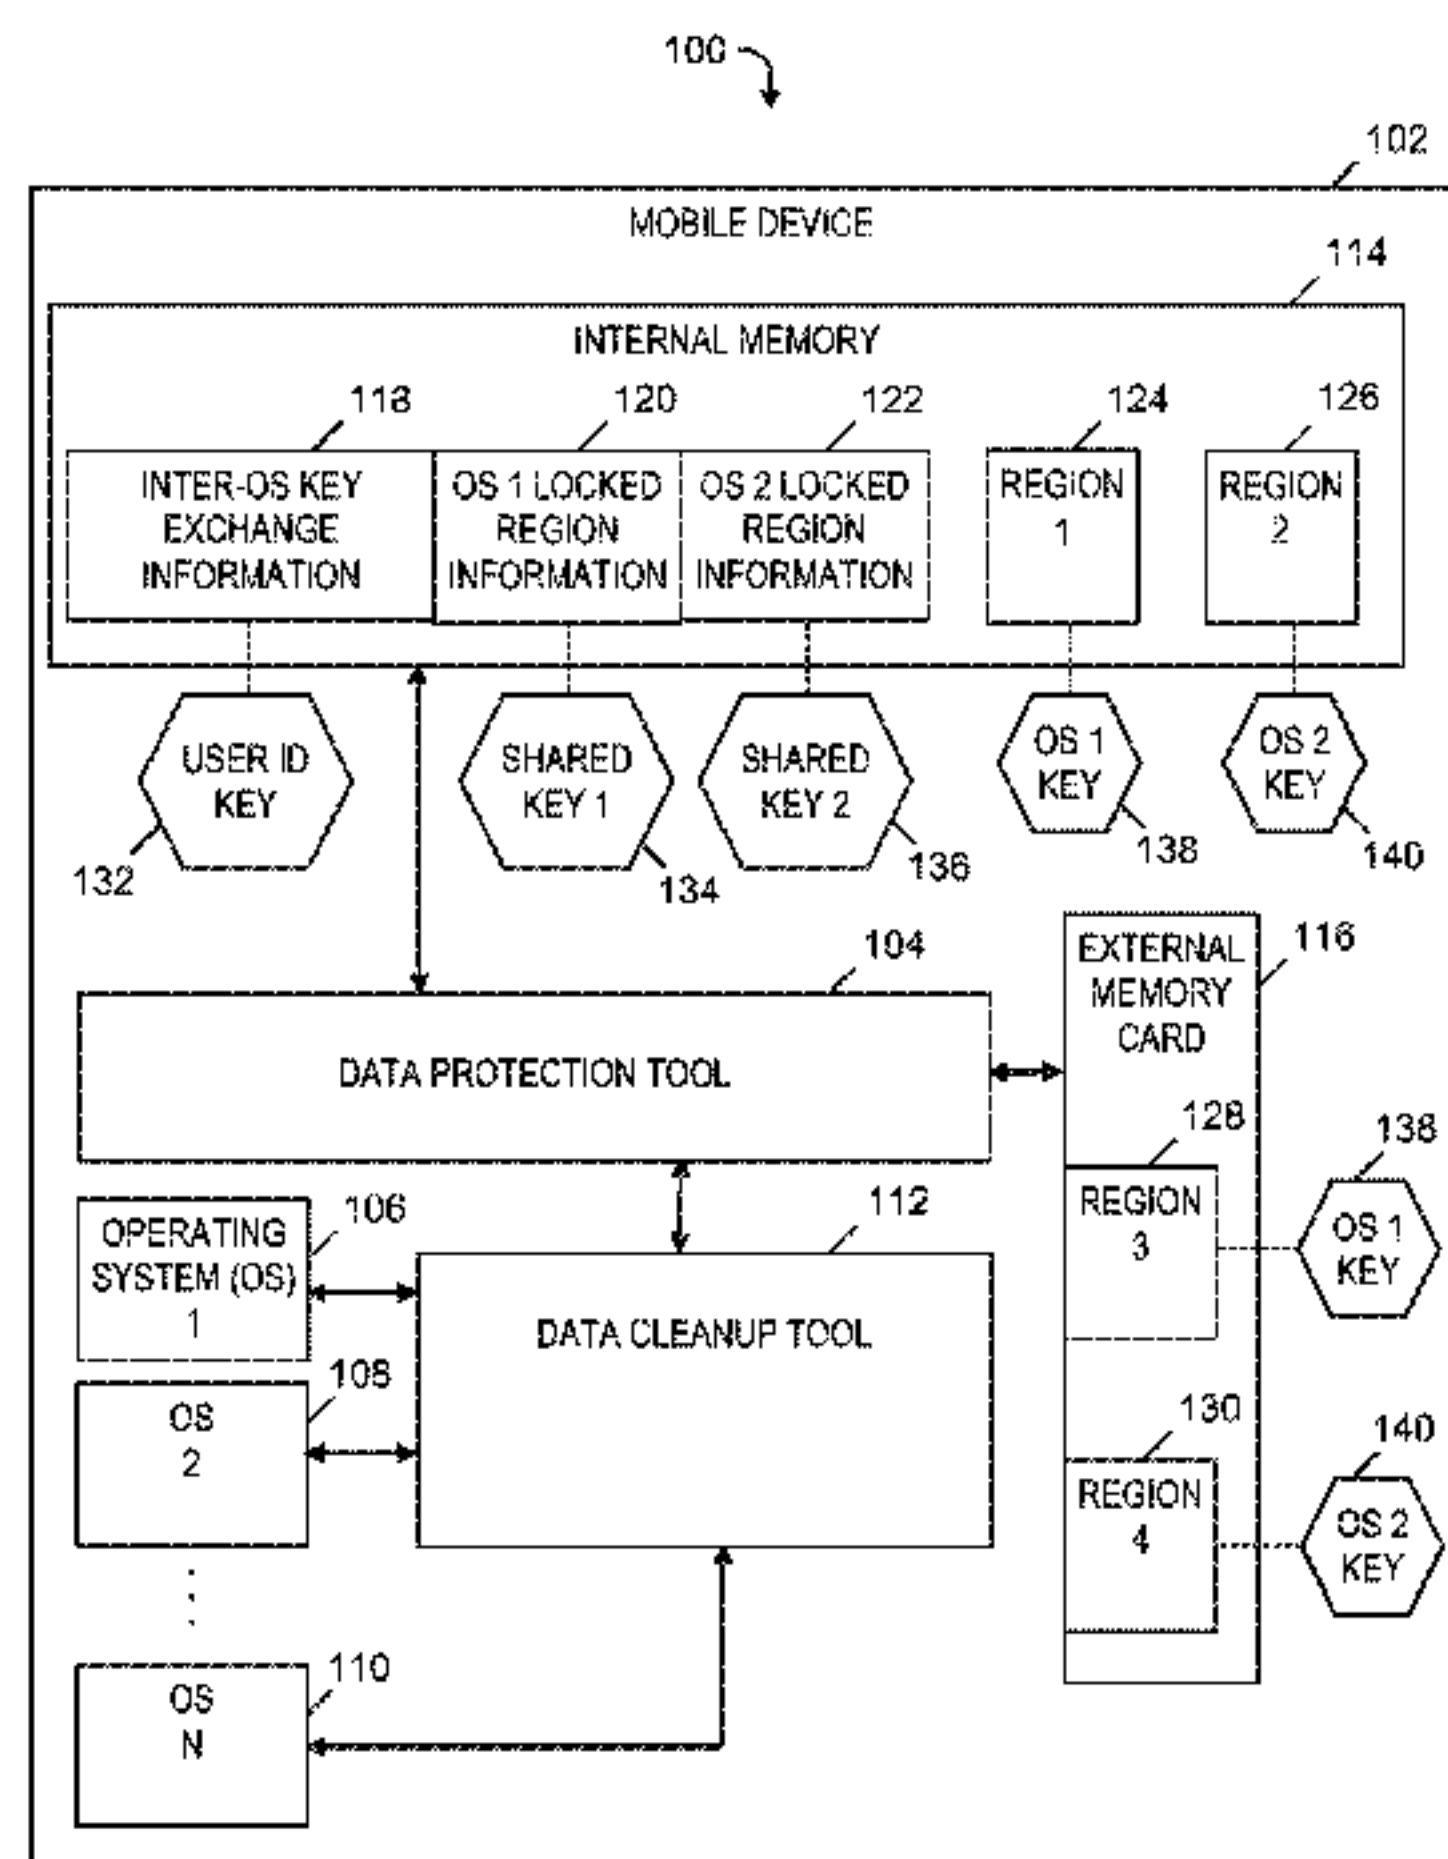 100
102
MOBILE DEVICE
114
INTERNAL MEMORY
118
120
122
124
126
INTER-OS KEY
EXCHANGE
INFORMATION
OS 1 LOCKED
REGION
INFORMATION
OS 2 LOCKED
REGION
INFORMATION
REGION
1
REGION
2
USER ID
KEY
SHARED
KEY 1
SHARED
KEY 2
OS 1
KEY
OS 2
KEY
132
134
136
138
140
104
DATA PROTECTION TOOL
EXTERNAL
MEMORY
CARD
116
128
REGION
3
138
OS 1
KEY
OPERATING
SYSTEM (OS)
1
106
112
DATA CLEANUP TOOL
OS
2
108
130
REGION
4
140
OS 2
KEY
OS
N
110